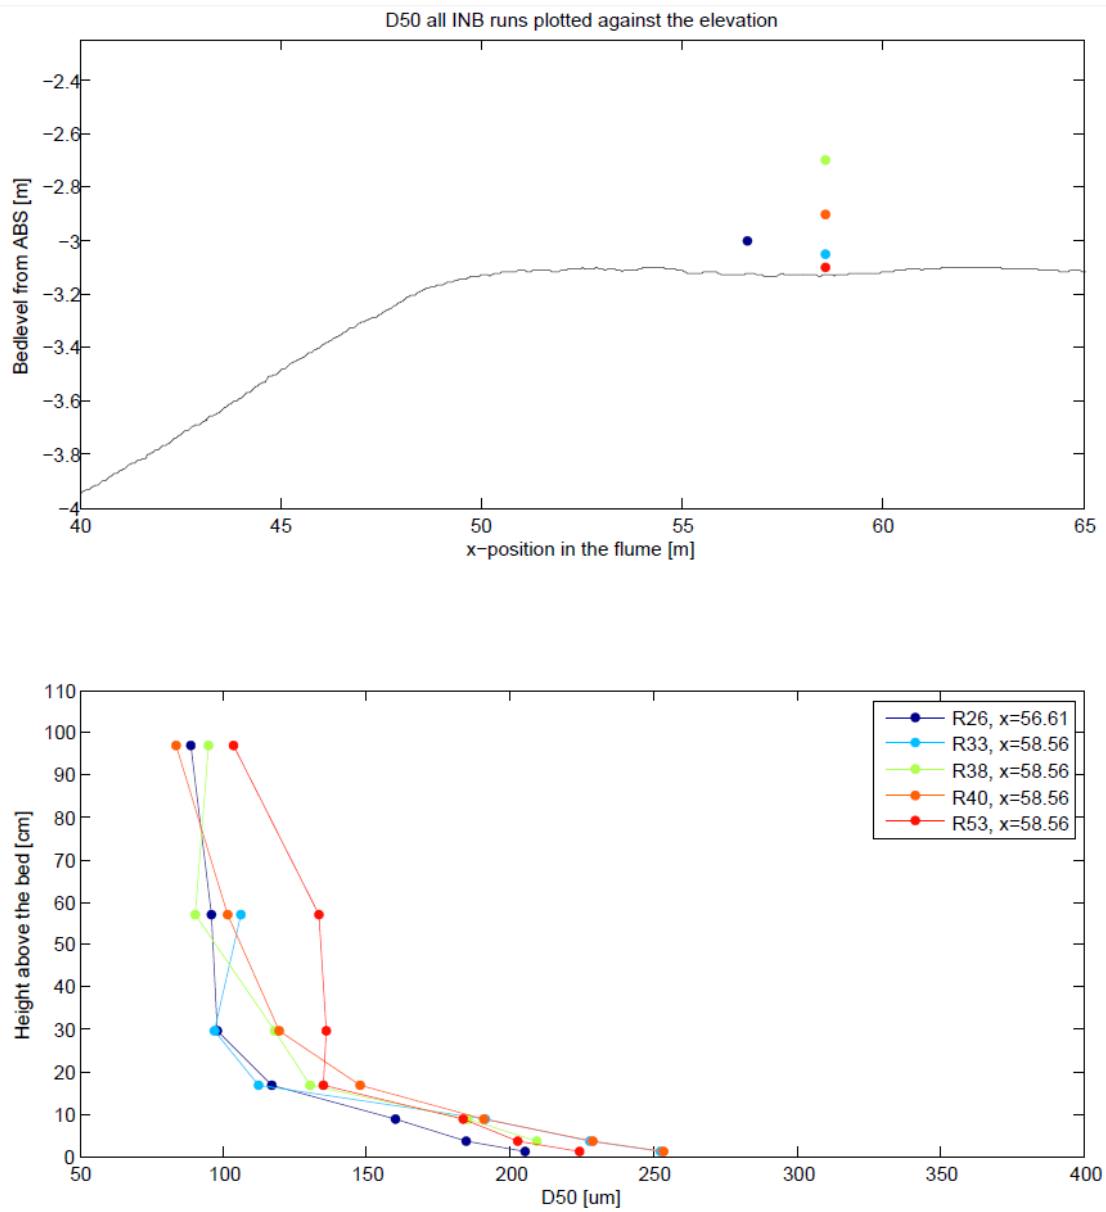 D50 all INB runs plotted against the elevation
−2.4
−2.6
−2.8
−3
−3.2
−3.4
−3.6
−3.8
−4
Bedlevel from ABS [m]
40 45 50 55 60 65
x−position in the flume [m]
110
100
90
80
70
60
50
40
30
20
10
0
Height above the bed [cm]
R26, x=56.61
R33, x=58.56
R38, x=58.56
R40, x=58.56
R53, x=58.56
50 100 150 200 250 300 350 400
D50 [um]